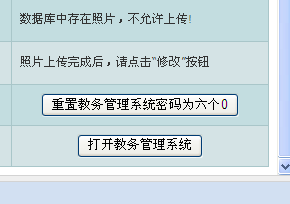 数据库中存在照片，不允许上传!
照片上传完成后，请点击"修改"按钮
重置教务管理系统密码为六个0
打开教务管理系统